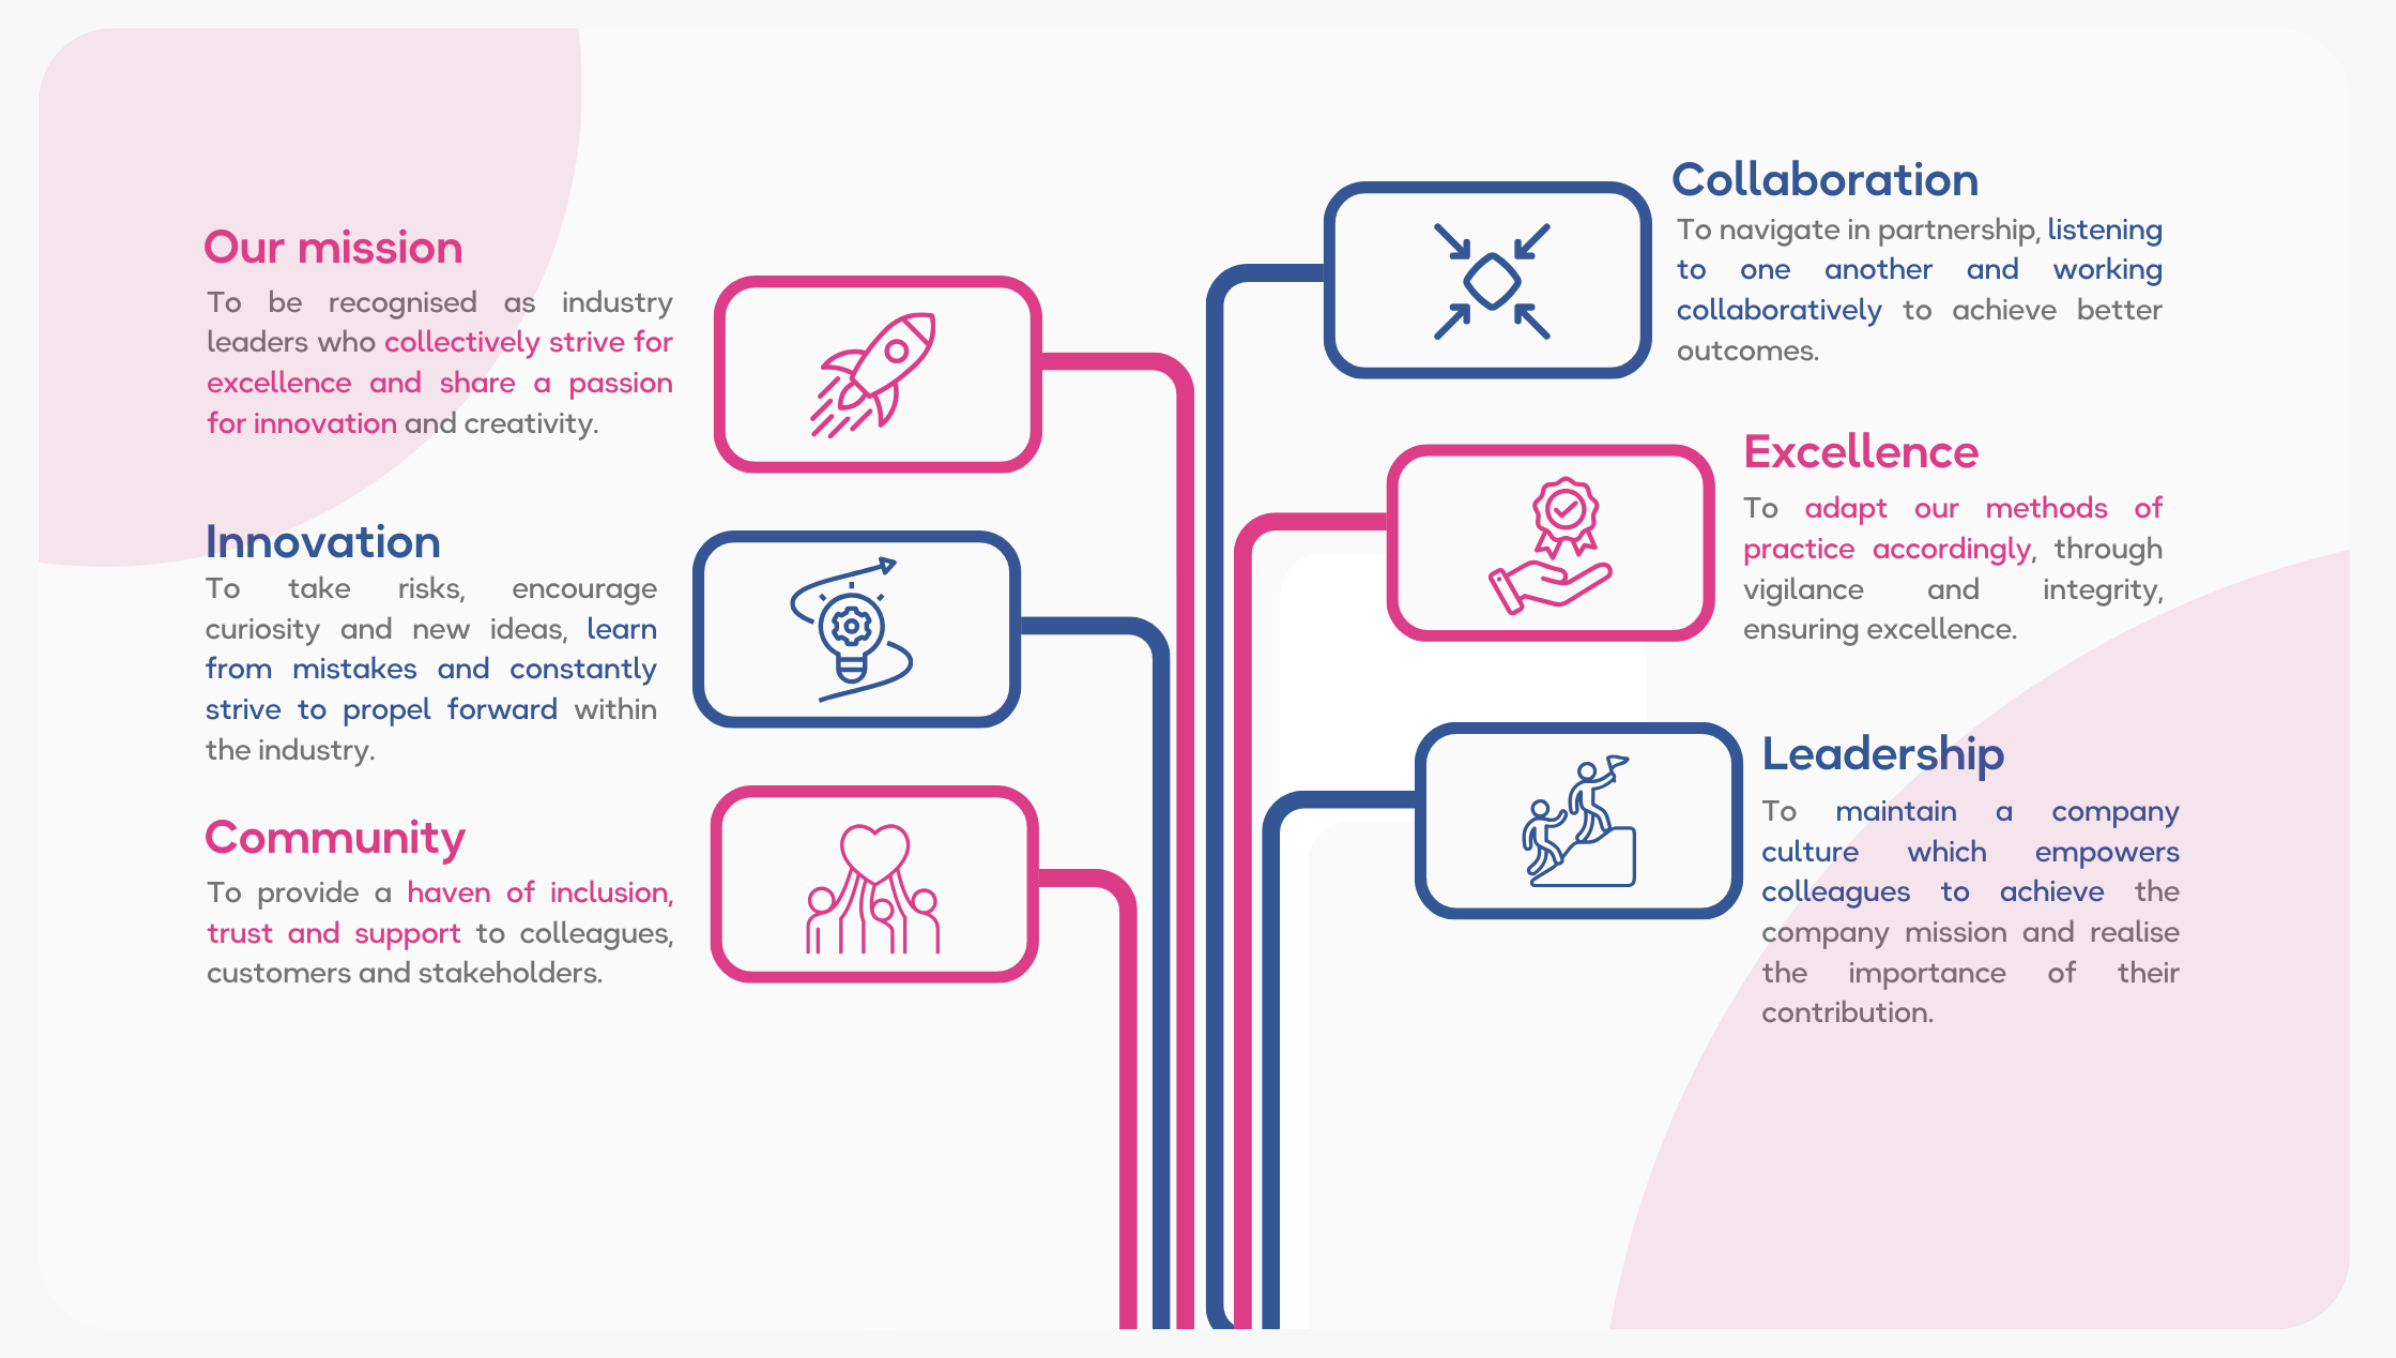 Our mission
To be recognised as industry
leaders who collectively strive for
excellence and share a passion
for innovation and creativity.
Innovation
To take risks, encourage
curiosity and new ideas, learn
from mistakes and constantly
strive to propel forward within
the industry.
Community
To provide a haven of inclusion,
trust and support to colleagues,
customers and stakeholders.
Collaboration
To navigate in partnership, listening
to one another and working
collaboratively to achieve better
outcomes.
Excellence
To adapt our methods of
practice accordingly, through
vigilance and integrity,
ensuring excellence.
Leadership
To maintain a company
culture which empowers
colleagues to achieve the
company mission and realise
the importance of their
contribution.